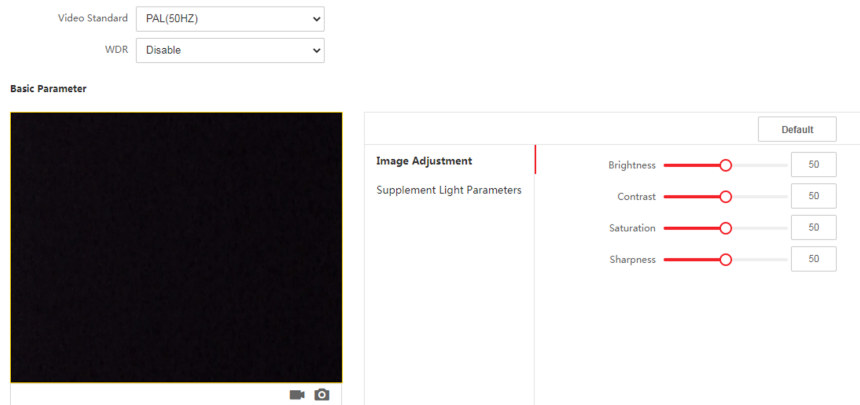 Video Standard PAL(50HZ)
WDR Disable
Basic Parameter
Default
Image Adjustment
Supplement Light Parameters
Brightness 50
Contrast 50
Saturation 50
Sharpness 50